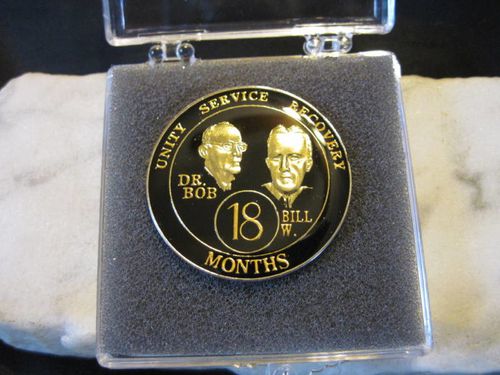 UNITY SERVICE RECOVERY
DR.
BOB
BILL
W.
18
MONTHS